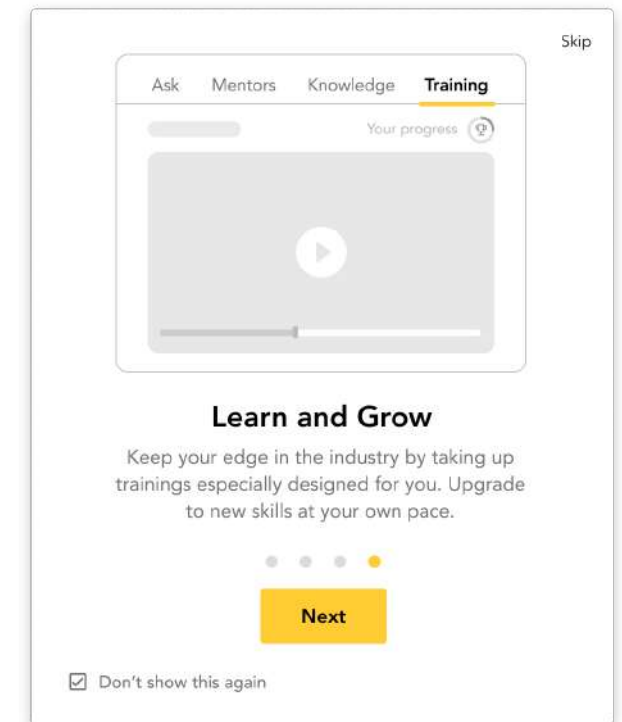 Skip
Ask Mentors Knowledge Training
Your progress
Learn and Grow
Keep your edge in the industry by taking up
trainings especially designed for you. Upgrade
to new skills at your own pace.
Next
Don't show this again